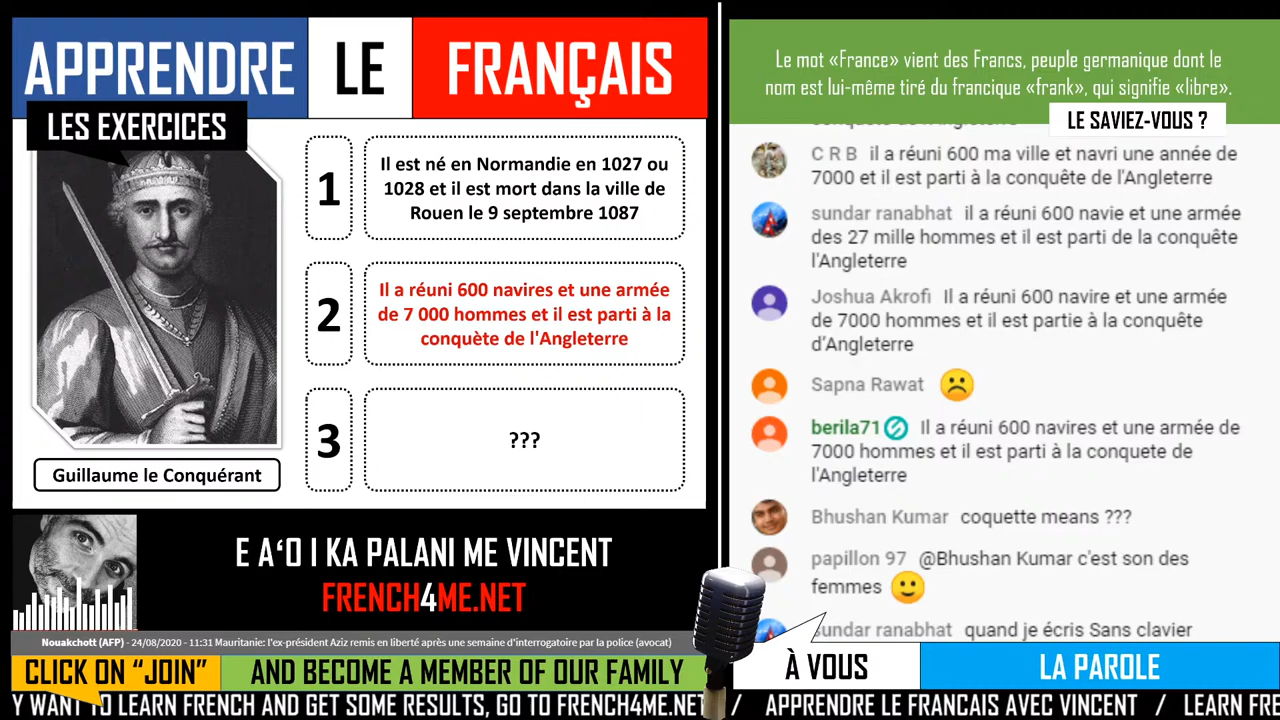 APPRENDRE LE FRANÇAIS
LES EXERCICES
1
Il est né en Normandie en 1027 ou
1028 et il est mort dans la ville de
Rouen le 9 septembre 1087
2
Il a réuni 600 navires et une armée
de 7 000 hommes et il est parti à la
conquète de l'Angleterre
3
???
Guillaume le Conquérant
E AʻO I KA PALANI ME VINCENT
FRENCH4ME.NET
Nouakchott (AFP) - 24/08/2020 - 11:31 Mauritanie: l'ex-président Aziz remis en liberté après une semaine d'interrogatoire par la police (avocat)
CLICK ON “JOIN” AND BECOME A MEMBER OF OUR FAMILY
Le mot «France» vient des Francs, peuple germanique dont le
nom est lui-même tiré du francique «frank», qui signifie «libre».
LE SAVIEZ-VOUS ?
C R B il a réuni 600 ma ville et navri une année de
7000 et il est parti à la conquête de l'Angleterre
sundar ranabhat il a réuni 600 navie et une armée
des 27 mille hommes et il est parti de la conquête
l'Angleterre
Joshua Akrofi Il a réuni 600 navire et une armée
de 7000 hommes et il est partie à la conquête
d’Angleterre
Sapna Rawat ☹️
berila71 Il a réuni 600 navires et une armée de
7000 hommes et il est parti à la conquete de
l'Angleterre
Bhushan Kumar coquette means ???
papillon 97 @Bhushan Kumar c'est son des
femmes 🙂
sundar ranabhat quand je écris Sans clavier
À VOUS LA PAROLE
Y WANT TO LEARN FRENCH AND GET SOME RESULTS, GO TO FRENCH4ME.NET / APPRENDRE LE FRANCAIS AVEC VINCENT / LEARN FRE